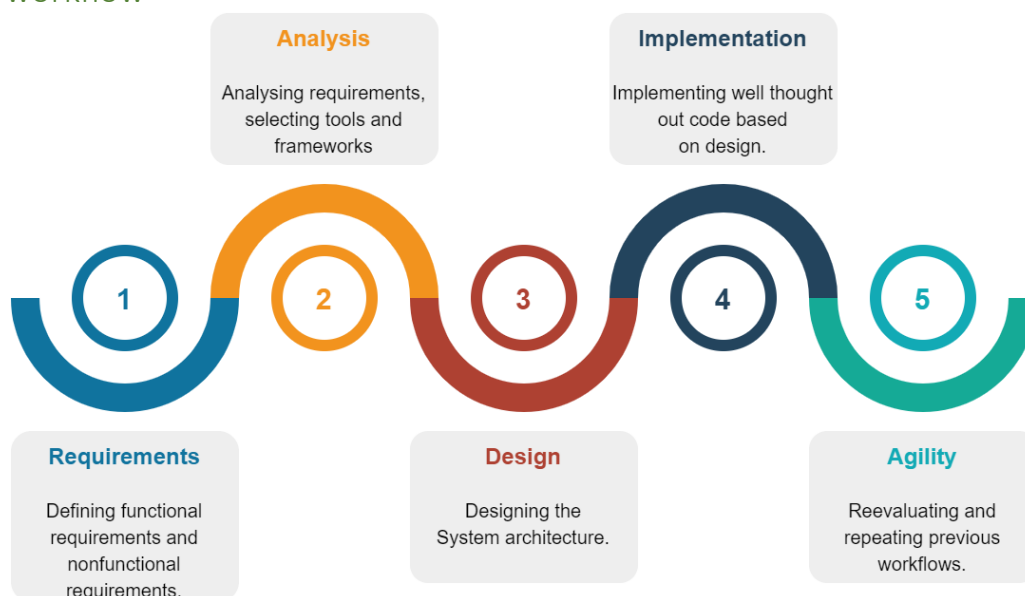 Analysis
Analysing requirements,
selecting tools and
frameworks
Implementation
Implementing well thought
out code based
on design.
1
2
3
4
5
Requirements
Defining functional
requirements and
nonfunctional
requirements.
Design
Designing the
System architecture.
Agility
Reevaluating and
repeating previous
workflows.